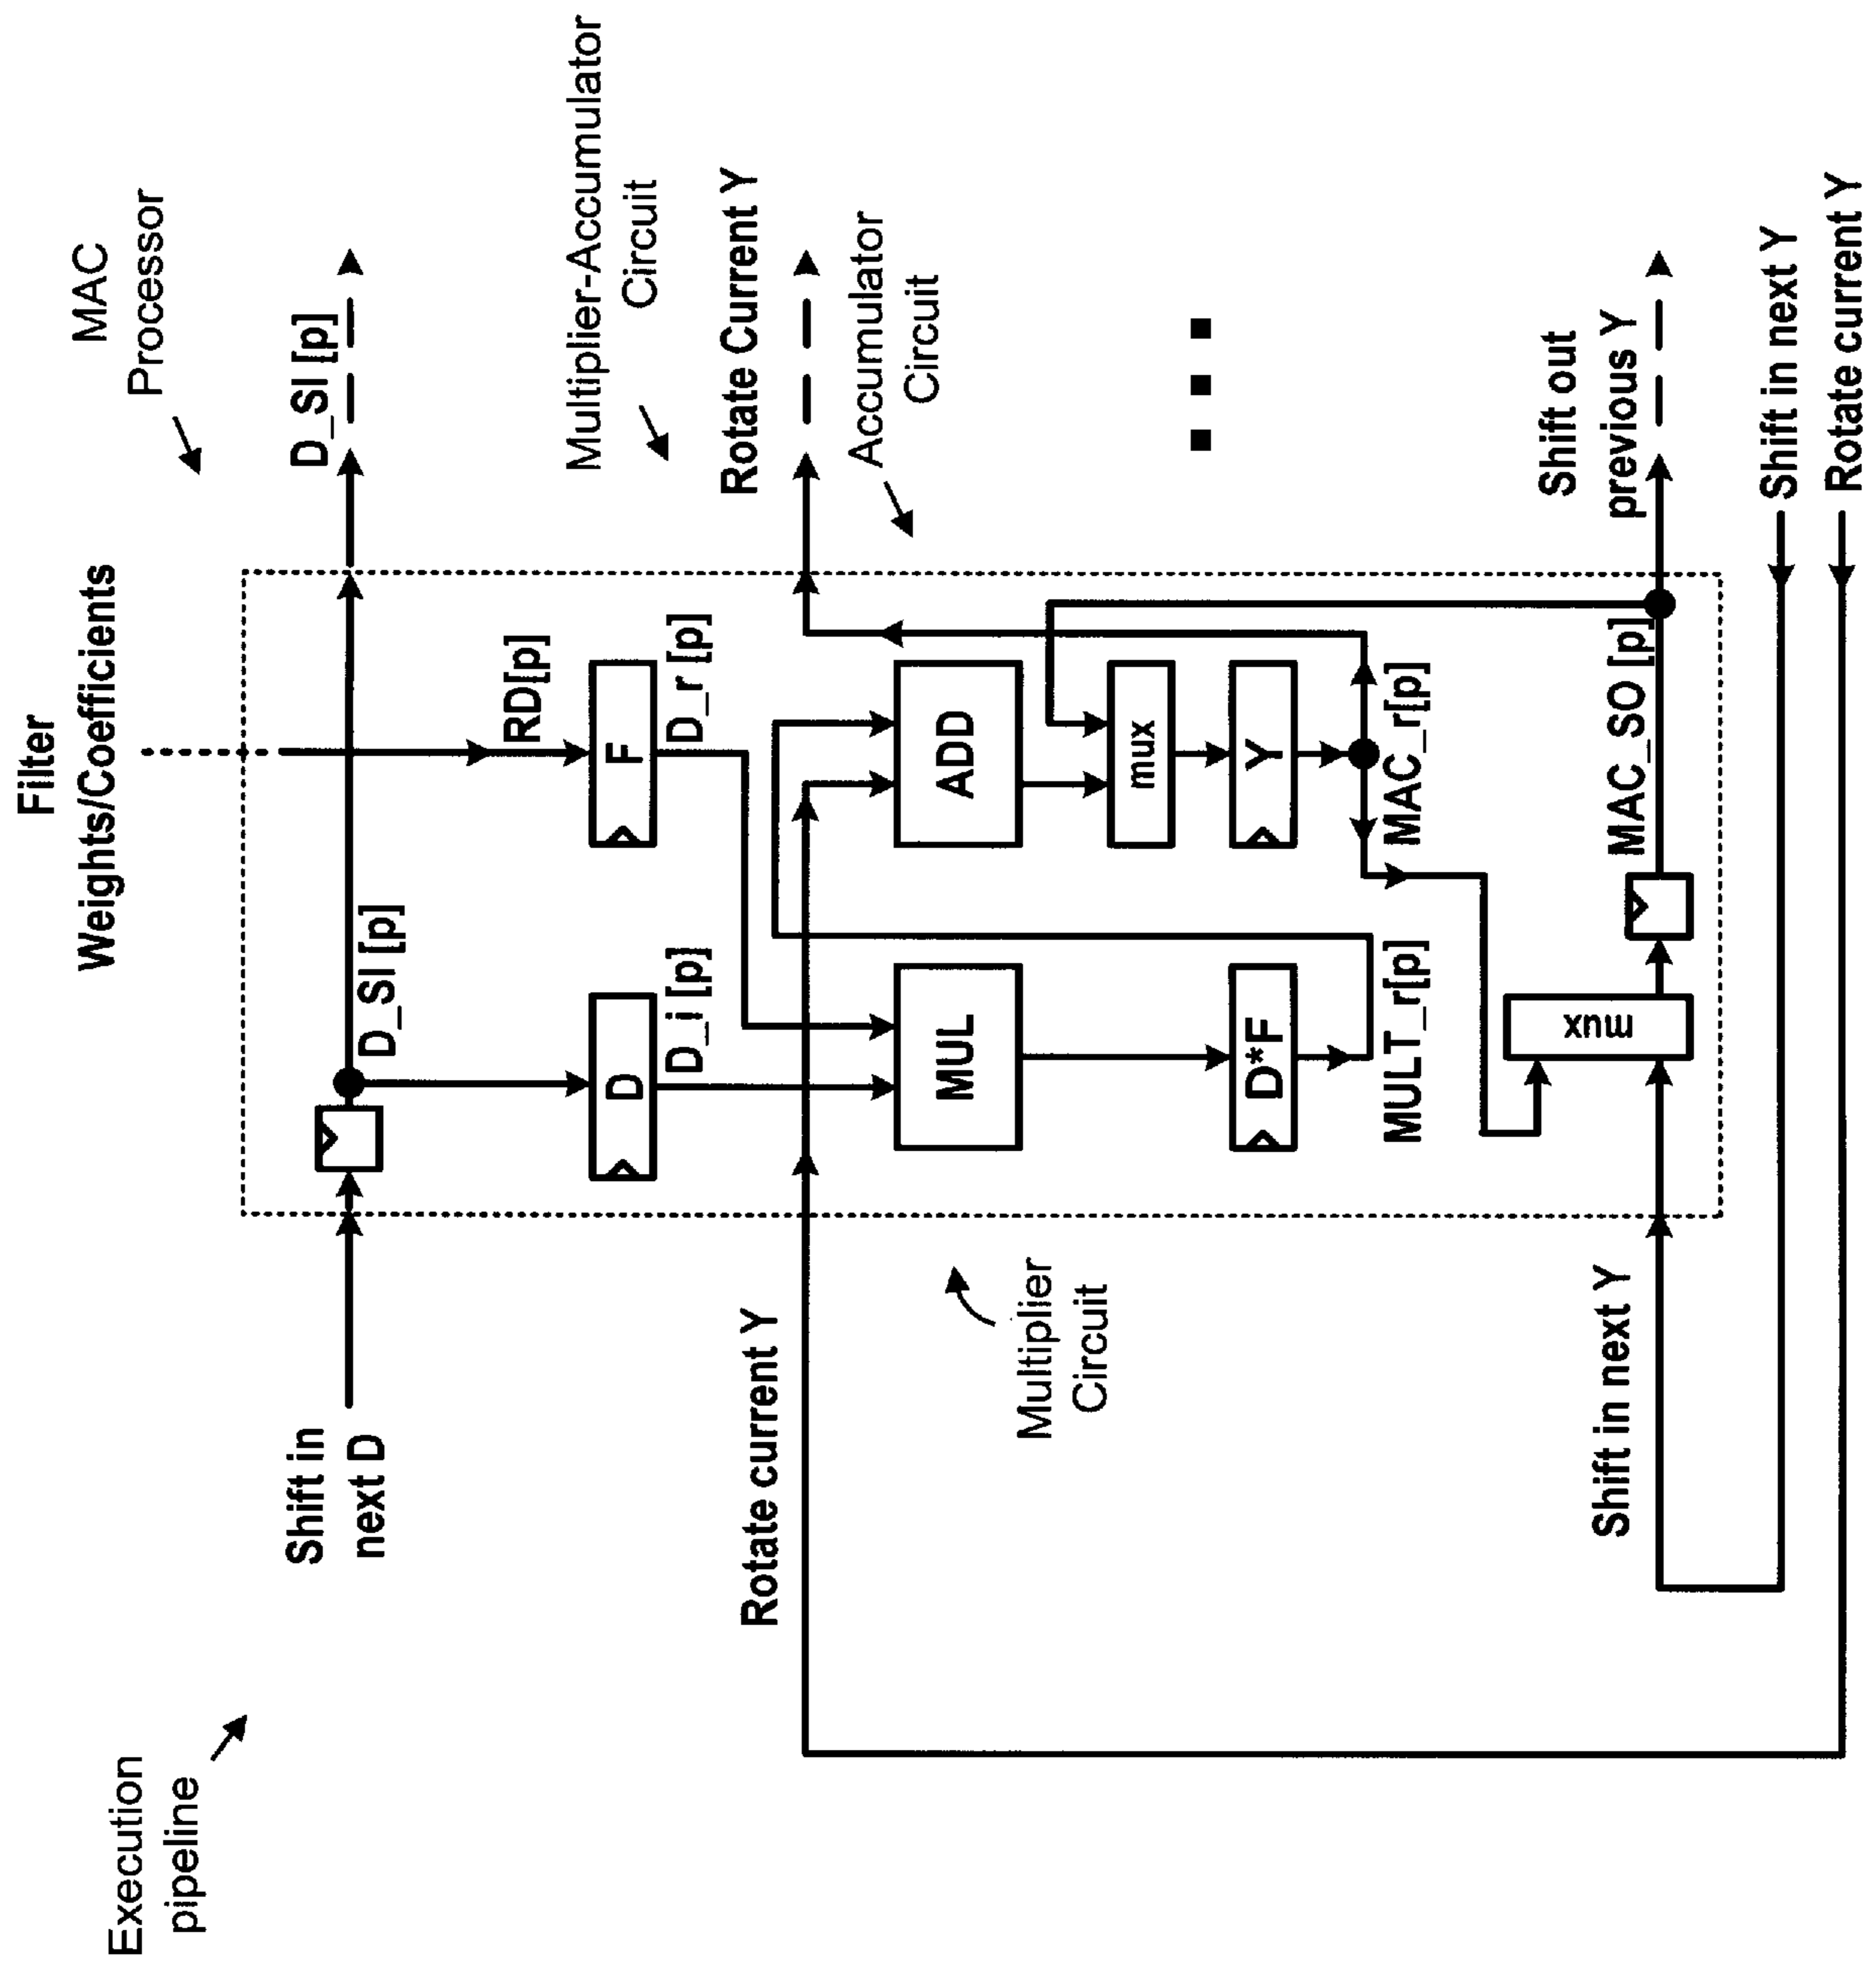 Filter
Weights/Coefficients
MAC
Processor
Execution
pipeline
Shift in
next D
D_SI [p]
D_SI [p]
RD[p]
F
D_r [p]
D
D_i [p]
Multiplier-Accumulator
Circuit
Rotate current Y
Rotate Current Y
Accumulator
Circuit
Multiplier
Circuit
MUL
ADD
mux
D*F
Y
MULT_r[p]
MAC_r[p]
mux
MAC_SO [p]
Shift in next Y
Shift out
previous Y
Shift in next Y
Rotate current Y